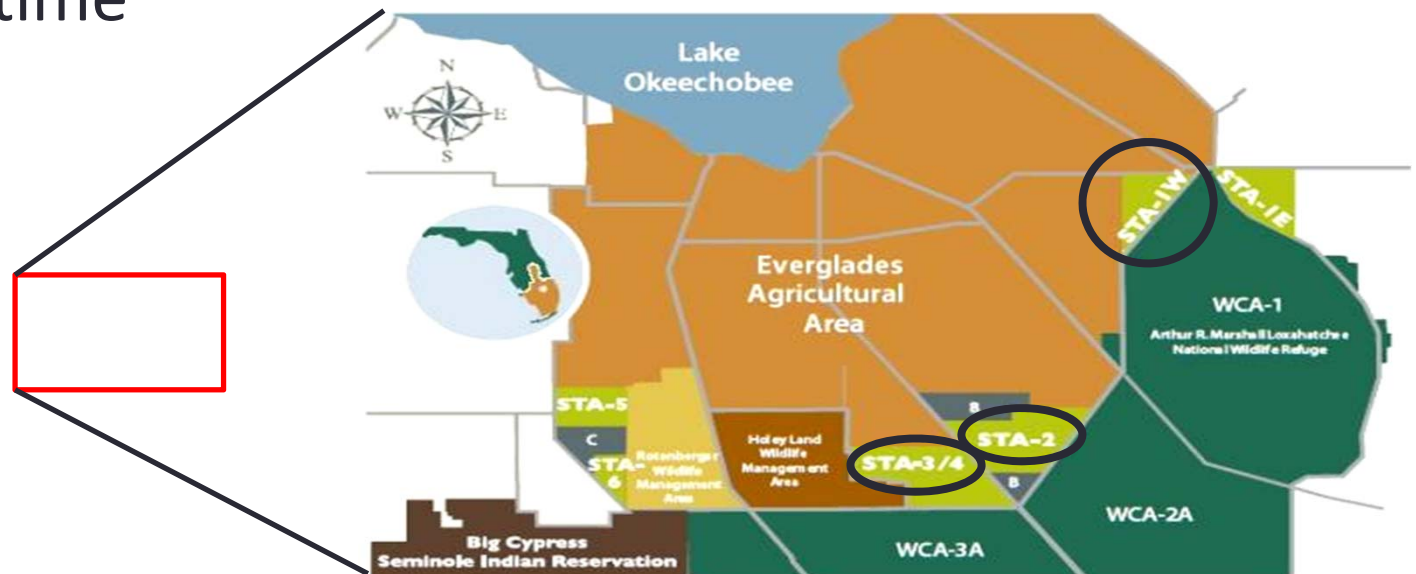 time
Lake
Okeechobee
N
W
E
S
STA-1W
STA-1E
Everglades
Agricultural
Area
WCA-1
Arthur R. Marshall Loxahatchee
National Wildlife Refuge
STA-5
C
STA-
6
Rotenberger
Wildlife
Management
Area
Holey Land
Wildlife
Management
Area
B
STA-2
STA-3/4
B
WCA-2A
WCA-3A
Big Cypress
Seminole Indian Reservation